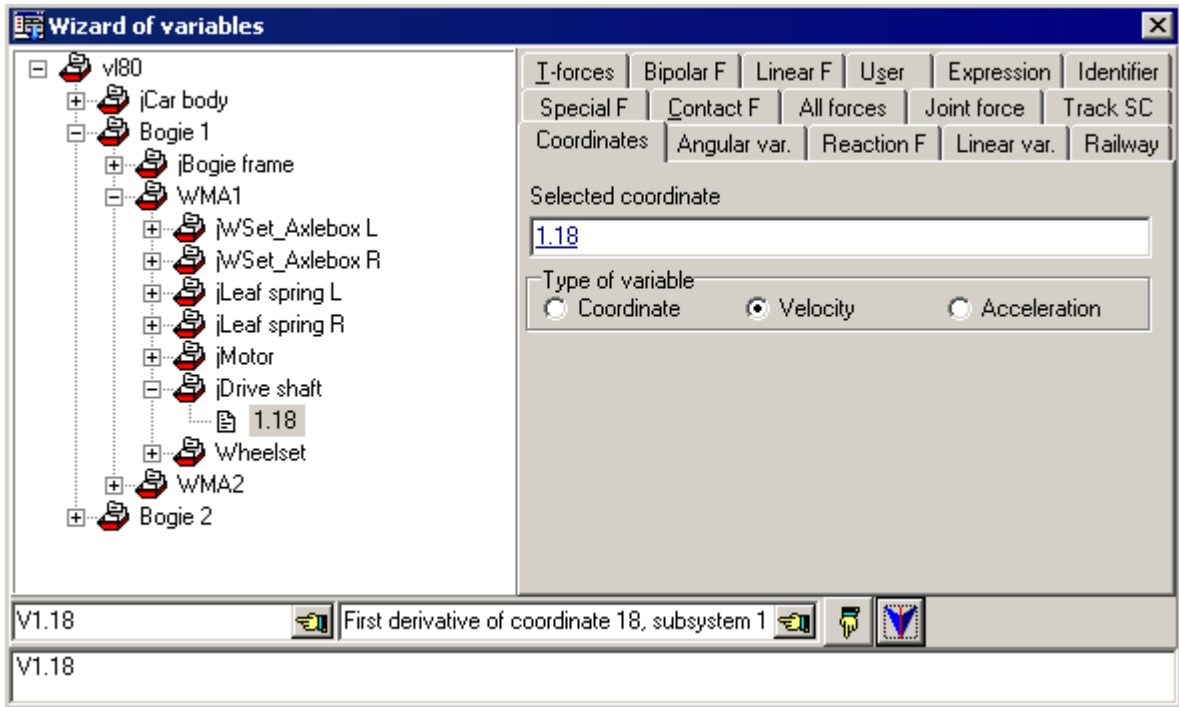 Wizard of variables
vl80
jCar body
Bogie 1
jBogie frame
WMA1
jWSet_Axlebox L
jWSet_Axlebox R
jLeaf spring L
jLeaf spring R
jMotor
jDrive shaft
1.18
Wheelset
WMA2
Bogie 2
T-forces Bipolar F Linear F User Expression Identifier
Special F Contact F All forces Joint force Track SC
Coordinates Angular var. Reaction F Linear var. Railway
Selected coordinate
1.18
Type of variable
Coordinate Velocity Acceleration
V1.18 First derivative of coordinate 18, subsystem 1
V1.18